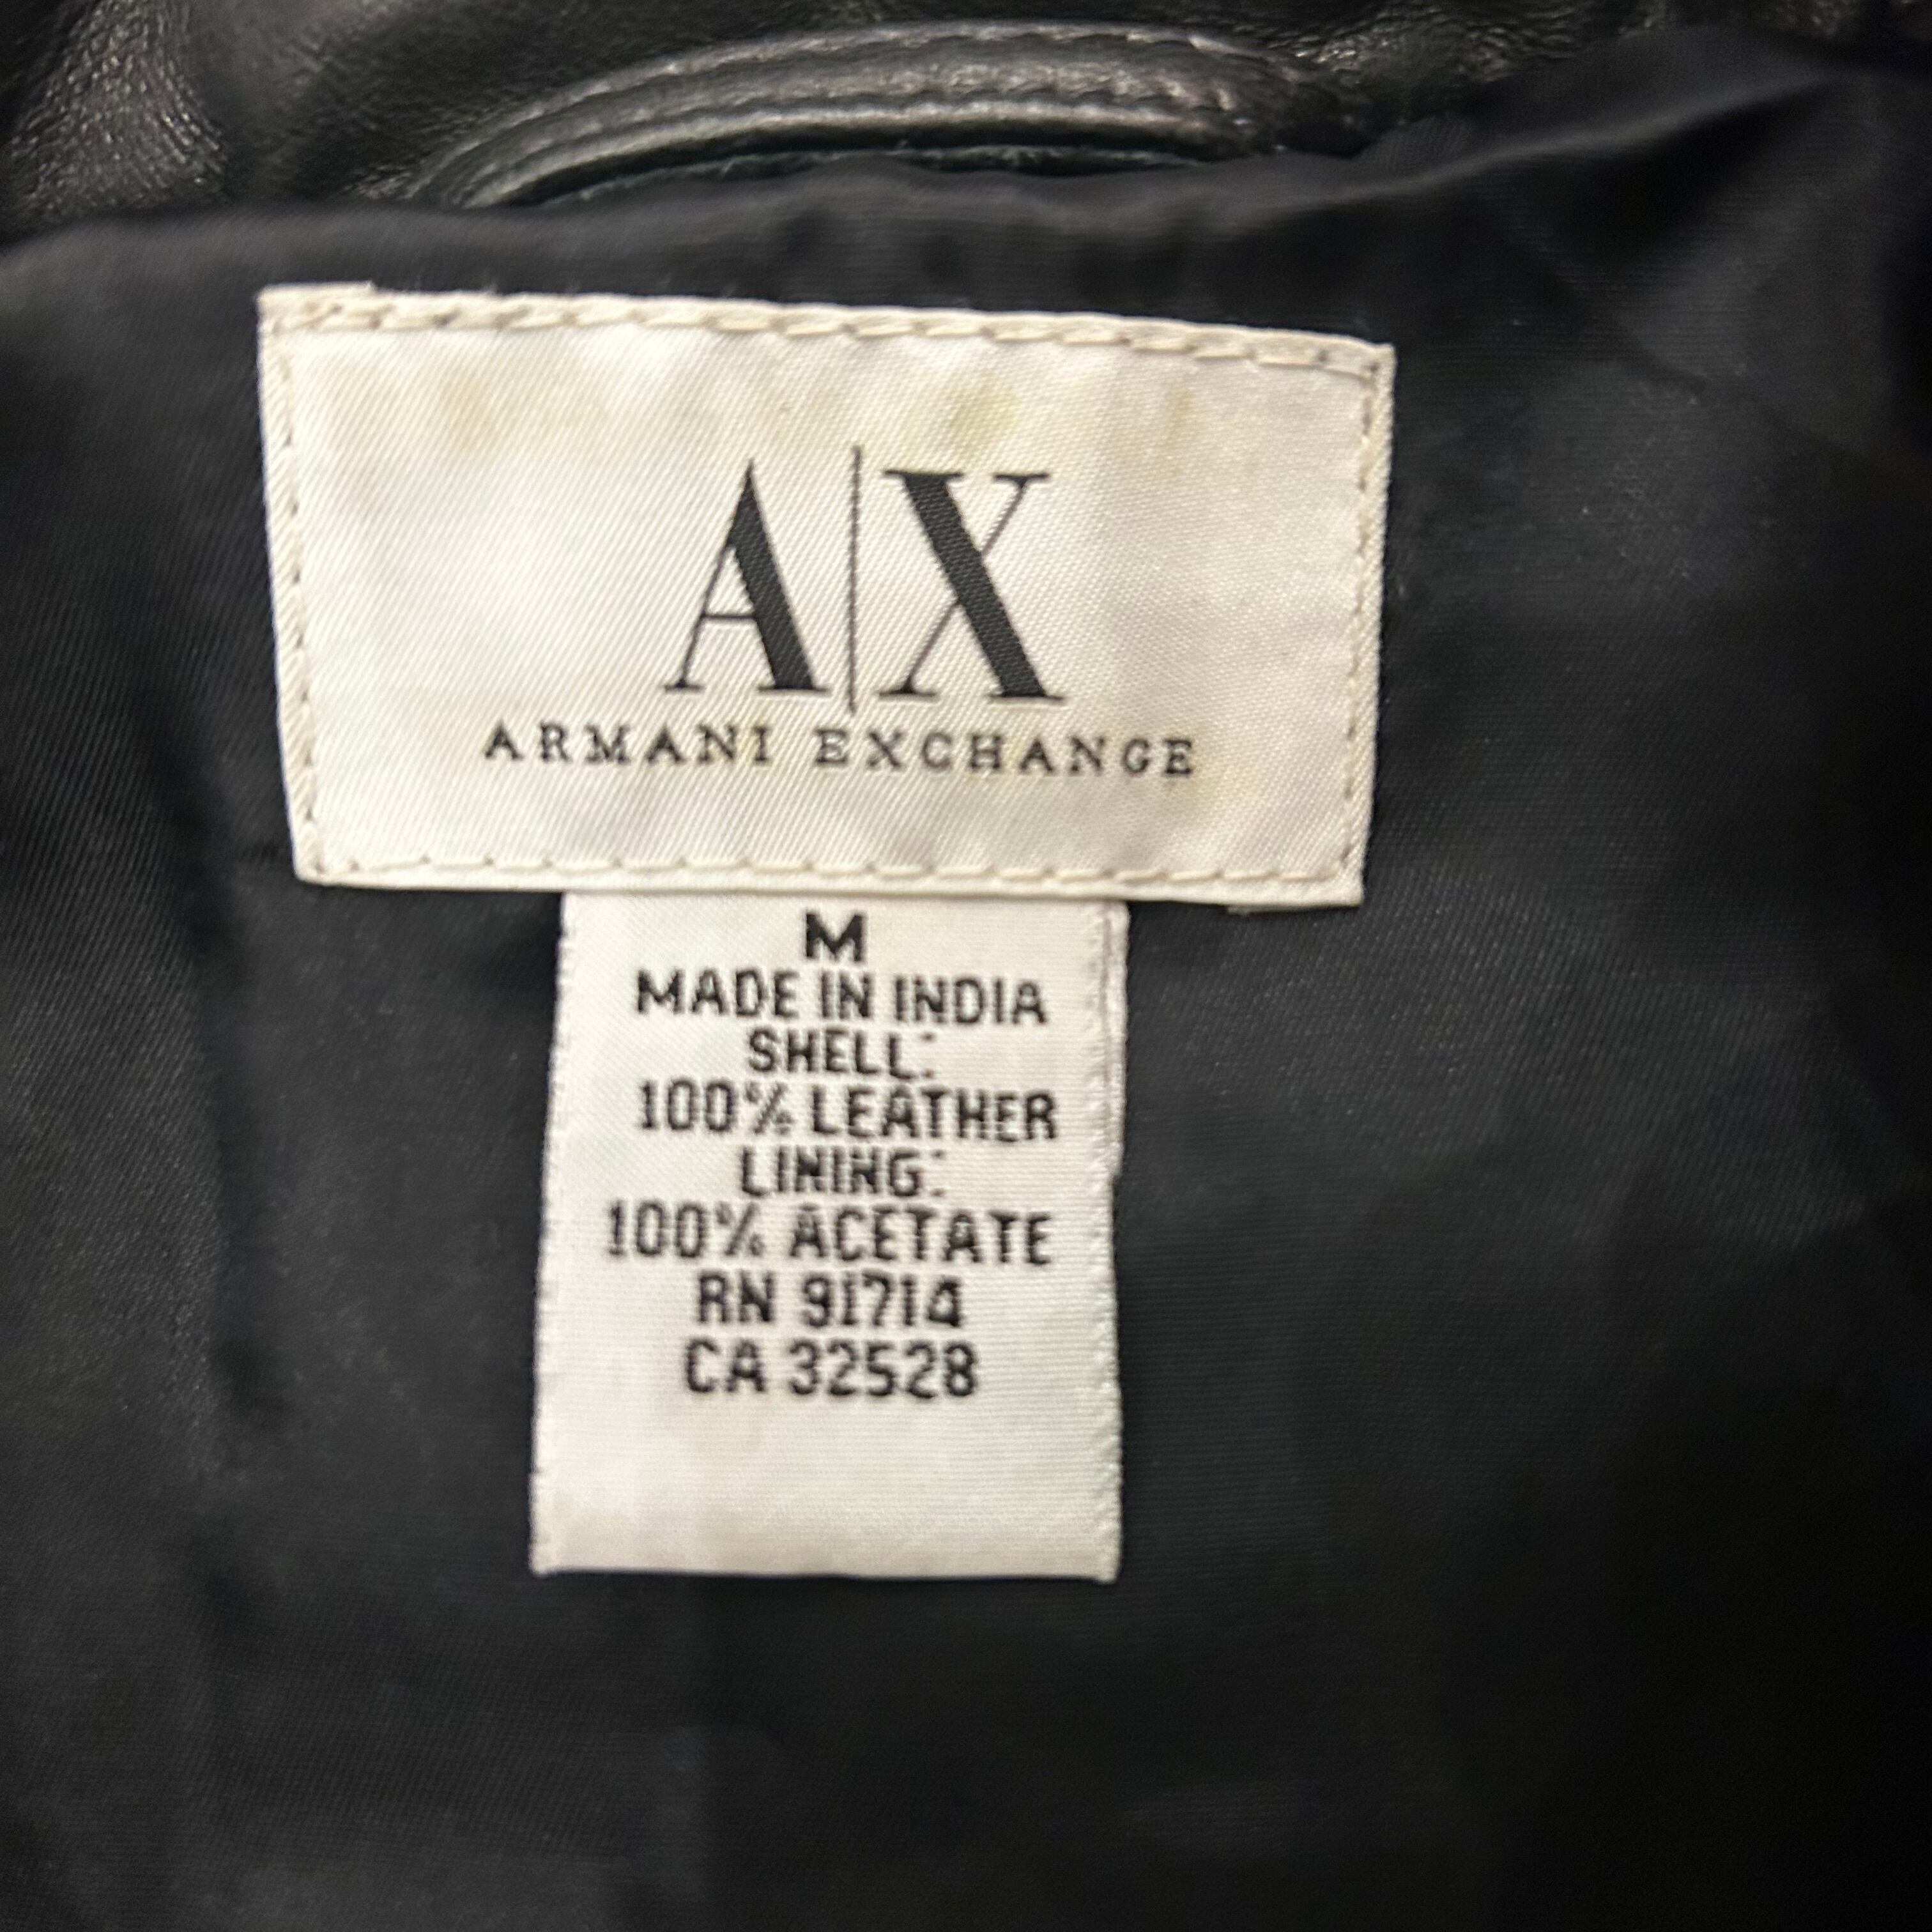 A|X
ARMANI EXCHANGE
M
MADE IN INDIA
SHELL:
100% LEATHER
LINING:
100% ACETATE
RN 91714
CA 32528